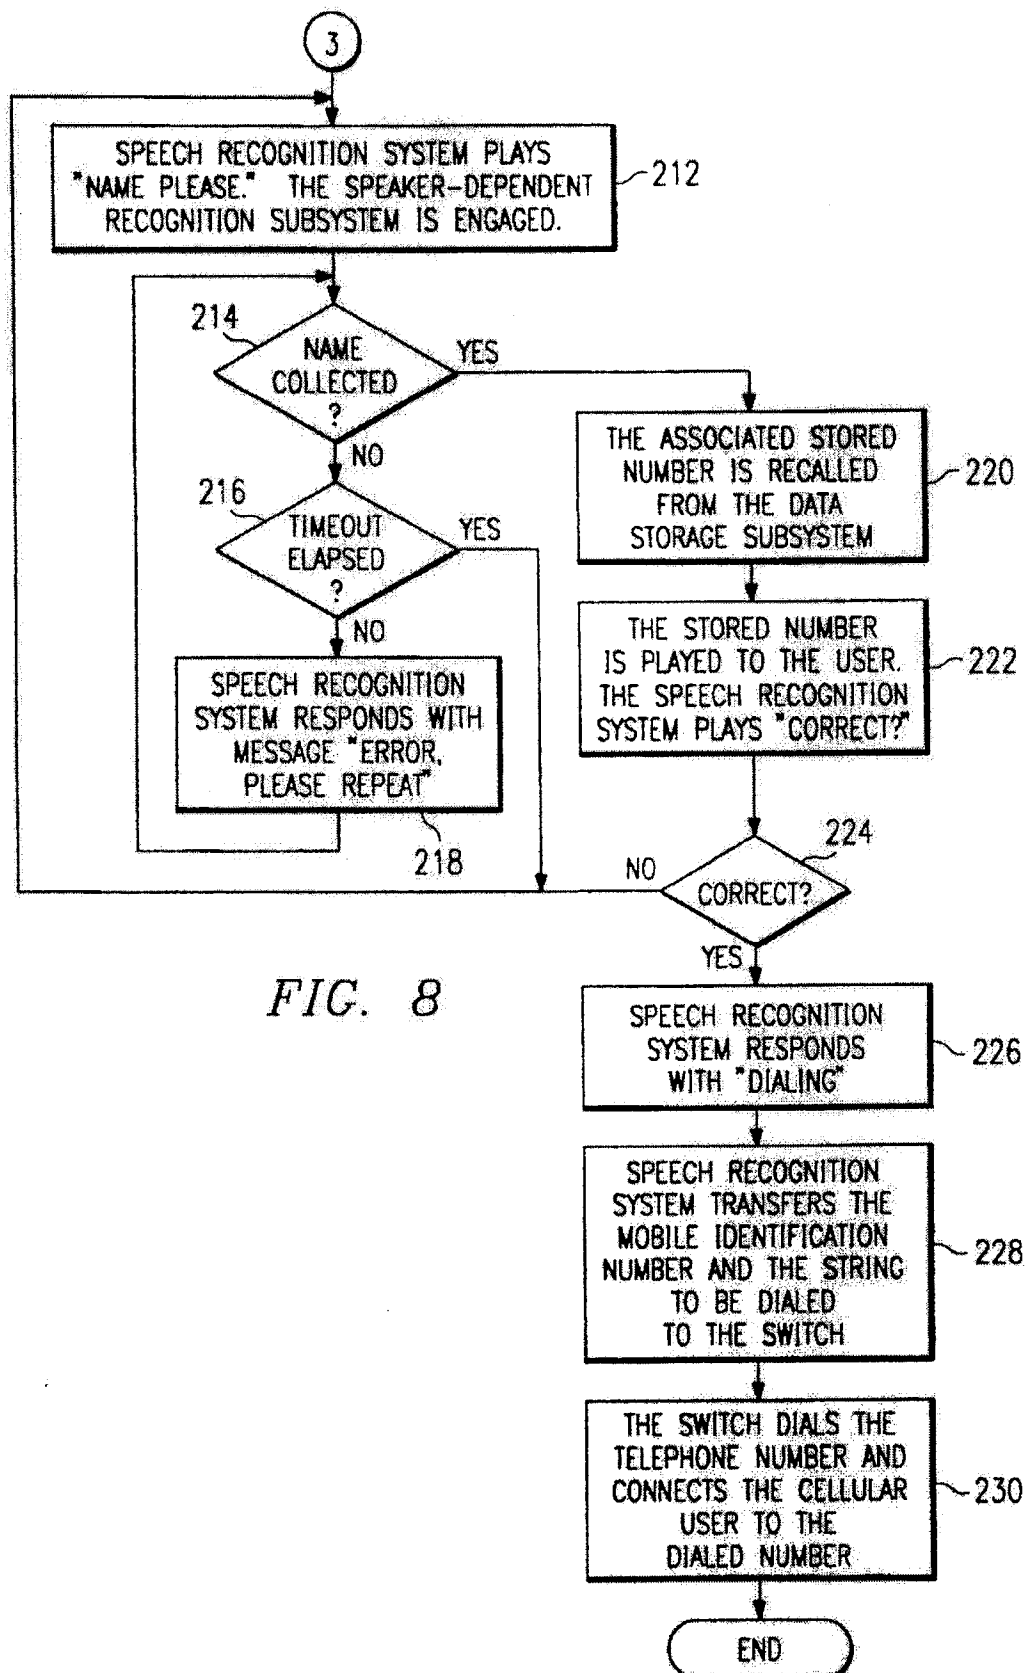 3
SPEECH RECOGNITION SYSTEM PLAYS
"NAME PLEASE." THE SPEAKER-DEPENDENT
RECOGNITION SUBSYSTEM IS ENGAGED.
212
214
NAME
COLLECTED
?
YES
NO
216
TIMEOUT
ELAPSED
?
YES
NO
SPEECH RECOGNITION
SYSTEM RESPONDS WITH
MESSAGE "ERROR,
PLEASE REPEAT"
218
THE ASSOCIATED STORED
NUMBER IS RECALLED
FROM THE DATA
STORAGE SUBSYSTEM
220
THE STORED NUMBER
IS PLAYED TO THE USER.
THE SPEECH RECOGNITION
SYSTEM PLAYS "CORRECT?"
222
224
CORRECT?
NO
YES
FIG. 8
SPEECH RECOGNITION
SYSTEM RESPONDS
WITH "DIALING"
226
SPEECH RECOGNITION
SYSTEM TRANSFERS THE
MOBILE IDENTIFICATION
NUMBER AND THE STRING
TO BE DIALED
TO THE SWITCH
228
THE SWITCH DIALS THE
TELEPHONE NUMBER AND
CONNECTS THE CELLULAR
USER TO THE
DIALED NUMBER
230
END